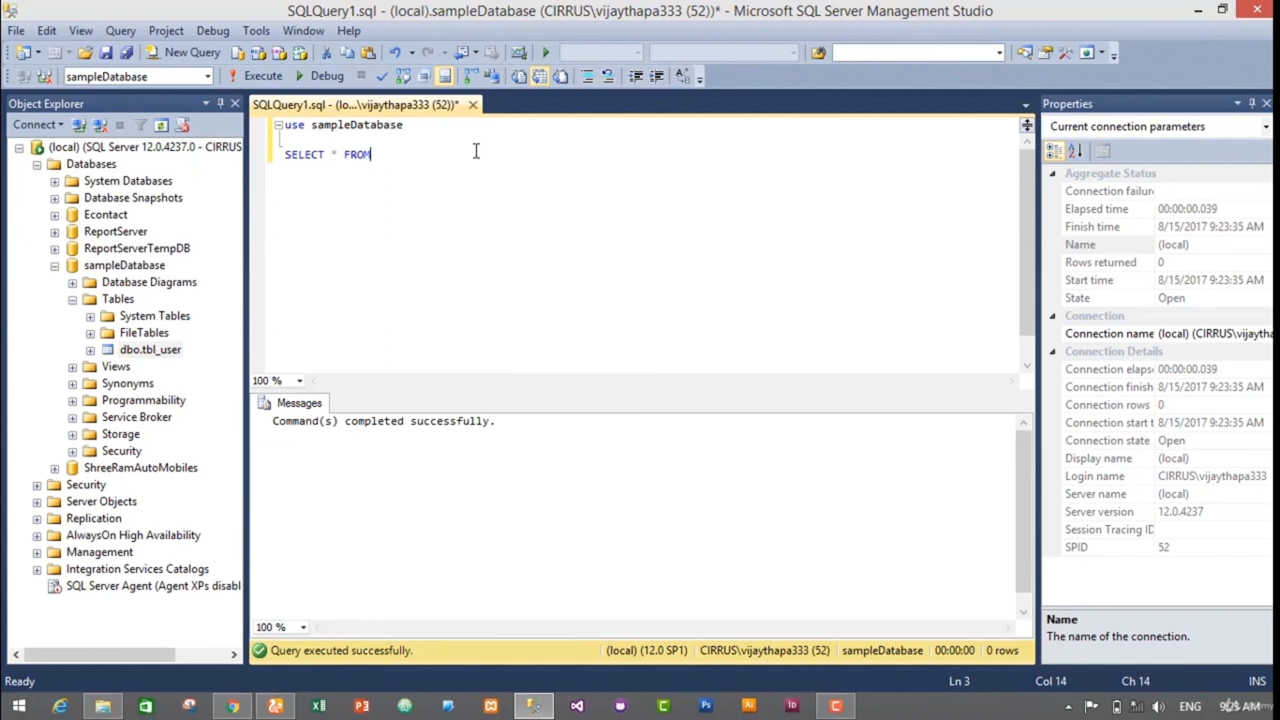 SQLQuery1.sql - (local).sampleDatabase (CIRRUS\vijaythapa333 (52))* - Microsoft SQL Server Management Studio
File Edit View Query Project Debug Tools Window Help
New Query
sampleDatabase Execute Debug
Object Explorer
Connect
(local) (SQL Server 12.0.4237.0 - CIRRUS
Databases
System Databases
Database Snapshots
Econtact
ReportServer
ReportServerTempDB
sampleDatabase
Database Diagrams
Tables
System Tables
FileTables
dbo.tbl_user
Views
Synonyms
Programmability
Service Broker
Storage
Security
ShreeRamAutoMobiles
Security
Server Objects
Replication
AlwaysOn High Availability
Management
Integration Services Catalogs
SQL Server Agent (Agent XPs disabl
SQLQuery1.sql - (lo...\vijaythapa333 (52))*
use sampleDatabase
SELECT * FROM
100 %
Messages
Command(s) completed successfully.
100 %
Query executed successfully. (local) (12.0 SP1) CIRRUS\vijaythapa333 (52) sampleDatabase 00:00:00 0 rows
Properties
Current connection parameters
Aggregate Status
Connection failure
Elapsed time 00:00:00.039
Finish time 8/15/2017 9:23:35 AM
Name (local)
Rows returned 0
Start time 8/15/2017 9:23:35 AM
State Open
Connection
Connection name (local) (CIRRUS\vijaytha
Connection Details
Connection elaps 00:00:00.039
Connection finish 8/15/2017 9:23:35 AM
Connection rows 0
Connection start t 8/15/2017 9:23:35 AM
Connection state Open
Display name (local)
Login name CIRRUS\vijaythapa333
Server name (local)
Server version 12.0.4237
Session Tracing ID
SPID 52
Name
The name of the connection.
Ready Ln 3 Col 14 Ch 14 INS
ENG 9:23 AM